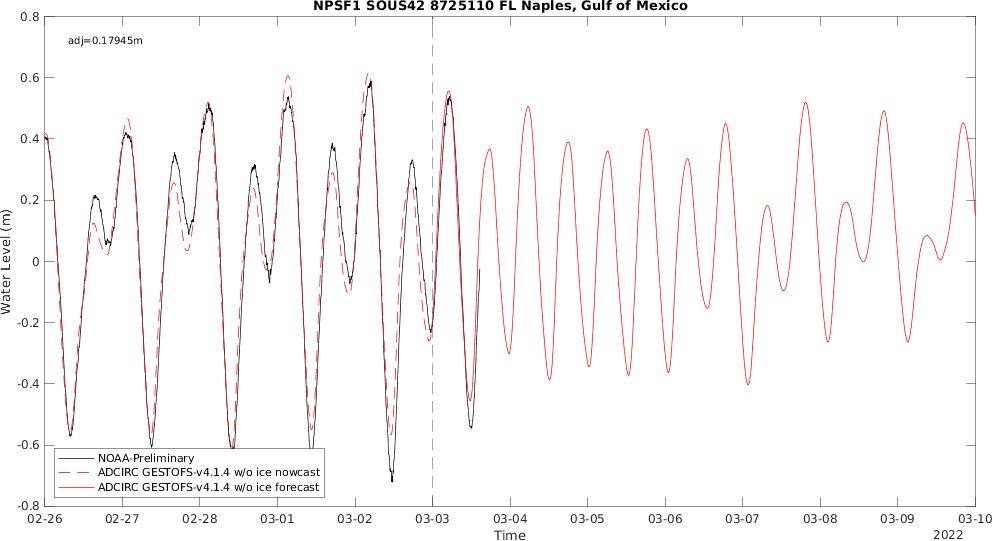 NPSF1 SOUS42 8725110 FL Naples, Gulf of Mexico
adj=0.17945m
Water Level (m)
0.8
0.6
0.4
0.2
0
-0.2
-0.4
-0.6
-0.8
NOAA-Preliminary
ADCIRC GESTOFS-v4.1.4 w/o ice nowcast
ADCIRC GESTOFS-v4.1.4 w/o ice forecast
02-26 02-27 02-28 03-01 03-02 03-03 03-04 03-05 03-06 03-07 03-08 03-09 03-10
Time
2022